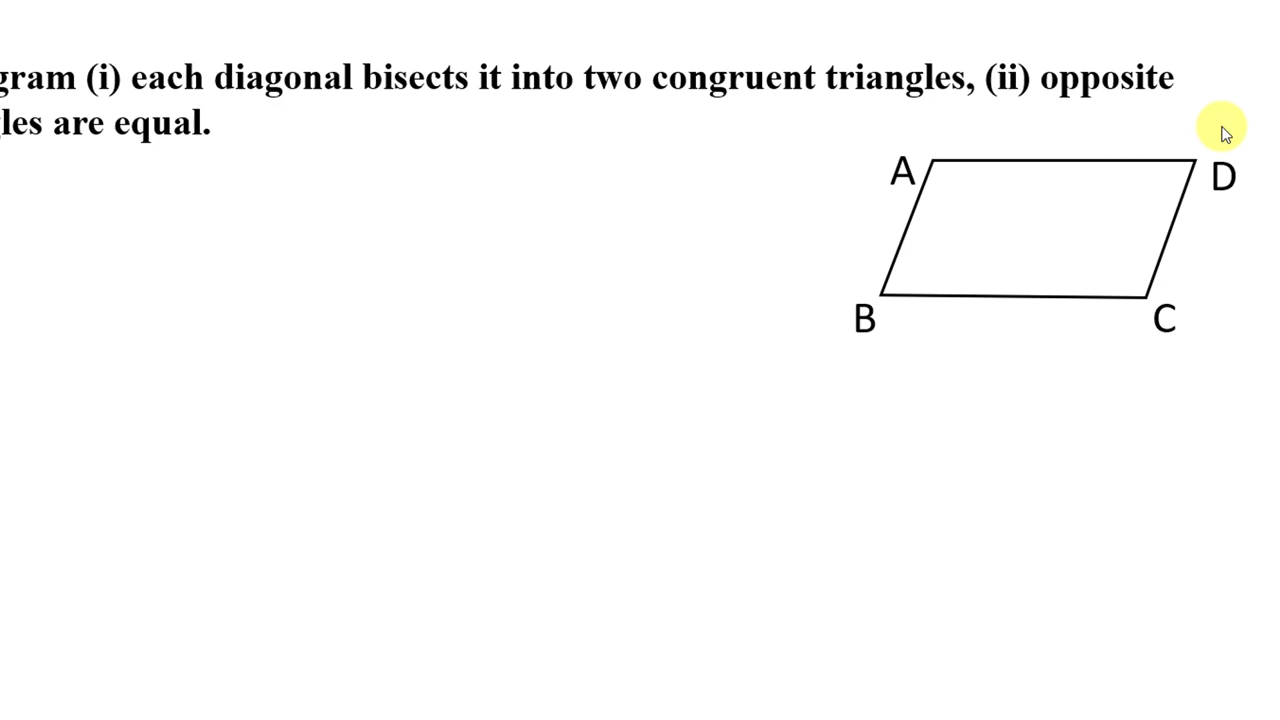 gram (i) each diagonal bisects it into two congruent triangles, (ii) opposite
les are equal.
A
D
B
C